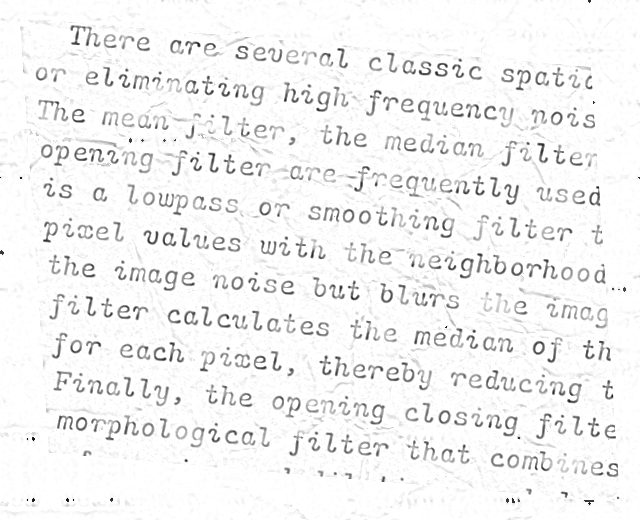 There are several classic spatic
or eliminating high frequency nois
The mean filter, the median filter
opening filter are frequently used
is a lowpass or smoothing filter t
pixel values with the neighborhood
the image noise but blurs the imag
filter calculates the median of th
for each pixel, thereby reducing t
Finally, the opening closing filte
morphological filter that combines